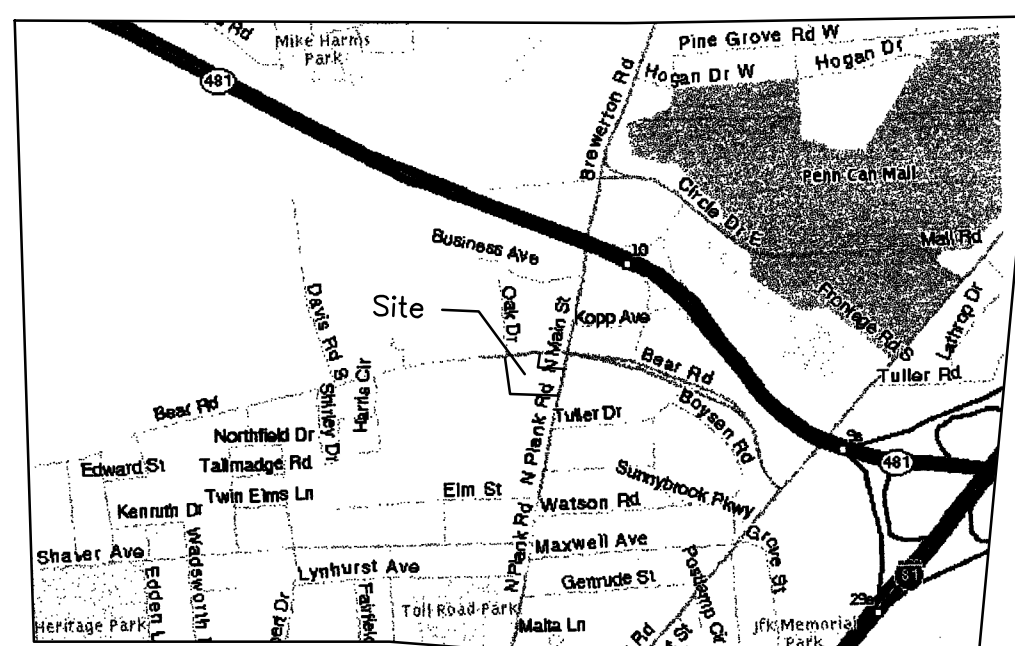 Mike Harms
Park
Rd
481
Brewerton Rd
Pine Grove Rd W
Hogan Dr W
Hogan Dr
Penn Can Mall
Circle Dr E
Mall Rd
Business Ave
10
Frontage Rd S
Lathrop Dr
Davis Rd
S Shirley Dr
Harris Cir
Oak Dr
Site
N Main St
Kopp Ave
Bear Rd
Tuller Rd
Bear Rd
Boysen Rd
N Plank Rd
Tuller Dr
Northfield Dr
Edward St
Tallmadge Rd
481
Twin Elms Ln
Elm St
Sunnybrook Pkwy
Kenruth Dr
Watson Rd
Wadsworth
Shaver Ave
N Plank Rd
Maxwell Ave
Grove St
Lynhurst Ave
Gertrude St
81
Edden
Toll Road Park
29
Heritage Park
Malta Ln
Rd
St
Jfk Memorial
Park